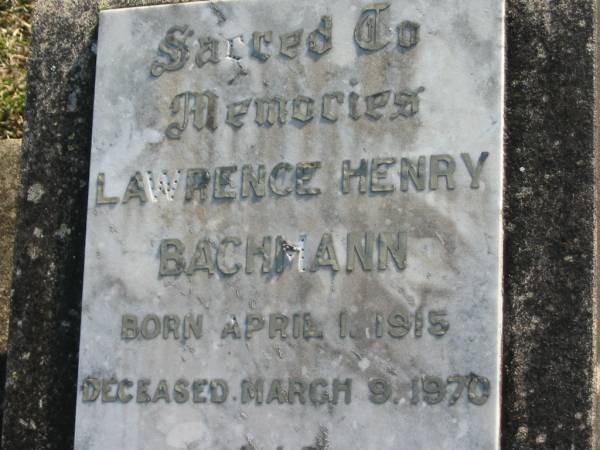 Sacred To
Memories
LAWRENCE HENRY
BACHMANN
BORN APRIL 1. 1915
DECEASED MARCH 9. 1970